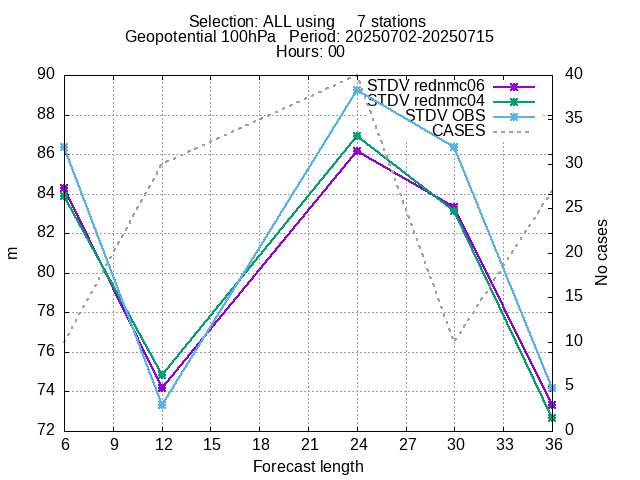 Selection: ALL using     7 stations
Geopotential 100hPa   Period: 20250702-20250715
Hours: 00
90 40
STDV rednmc06
88 35
STDV rednmc04
STDV OBS
CASES
86 30
84 25
82 20
80
78 15
76 10
74 5
72 0
m
No cases
6 9 12 15 18 21 24 27 30 33 36
Forecast length